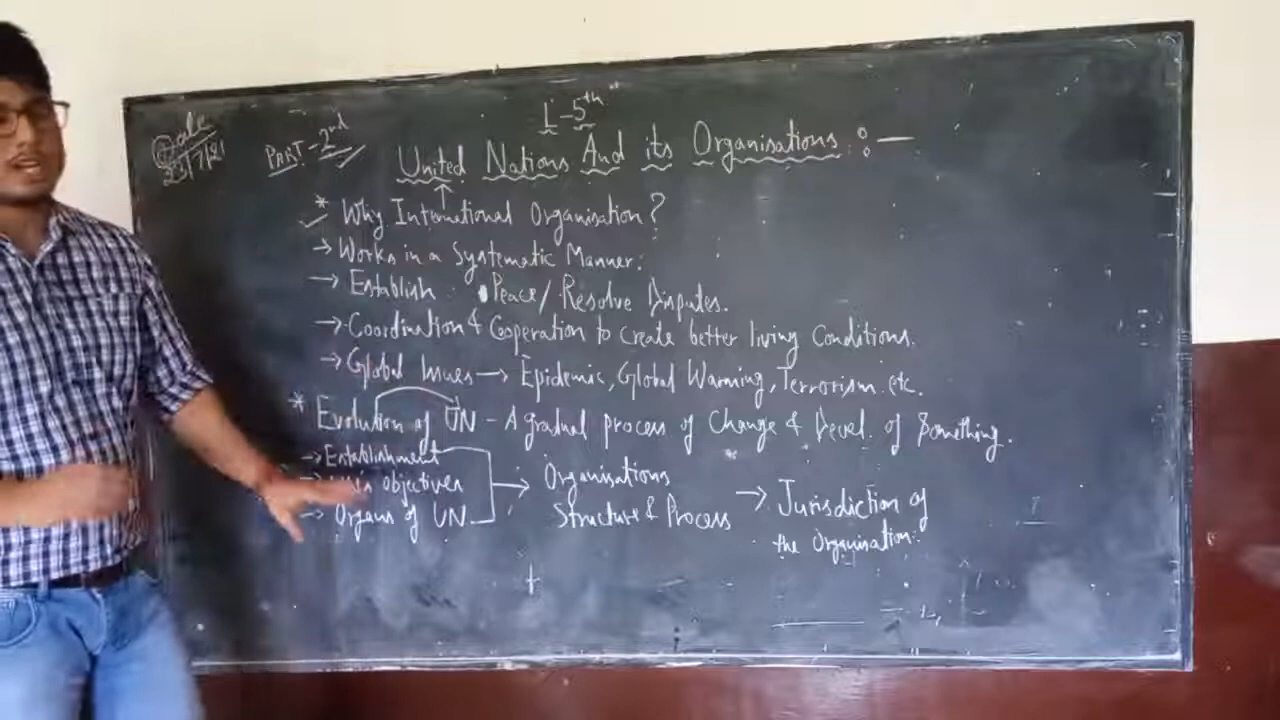 L-5th
Date
23/7/21
PART-2nd
United Nations And its Organisations :-
* Why International Organisation?
→ Works in a Systematic Manner.
→ Establish Peace/Resolve Disputes.
→ Coordination & Cooperation to create better living Conditions.
→ Global Issues → Epidemic, Global Warming, Terrorism etc.
* Evolution of UN - A gradual process of Change & Devel. of Something.
→ Establishment
→ objectives
→ Organs of UN
→ Organisations
Structure & Process
→ Jurisdiction of
the Organisation.